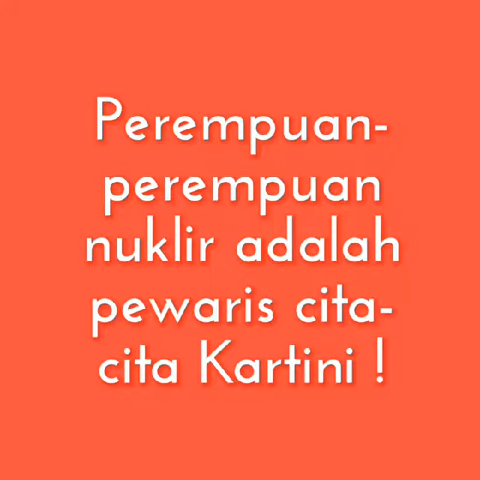 Perempuan-
perempuan
nuklir adalah
pewaris cita-
cita Kartini !